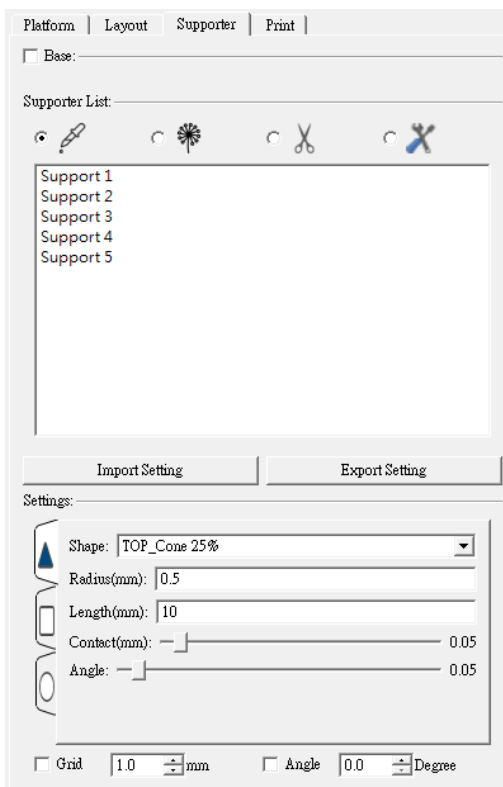 Platform Layout Supporter Print
Base:
Supporter List:
Support 1
Support 2
Support 3
Support 4
Support 5
Import Setting Export Setting
Settings:
Shape: TOP_Cone 25%
Radius(mm): 0.5
Length(mm): 10
Contact(mm): 0.05
Angle: 0.05
Grid 1.0 mm Angle 0.0 Degree